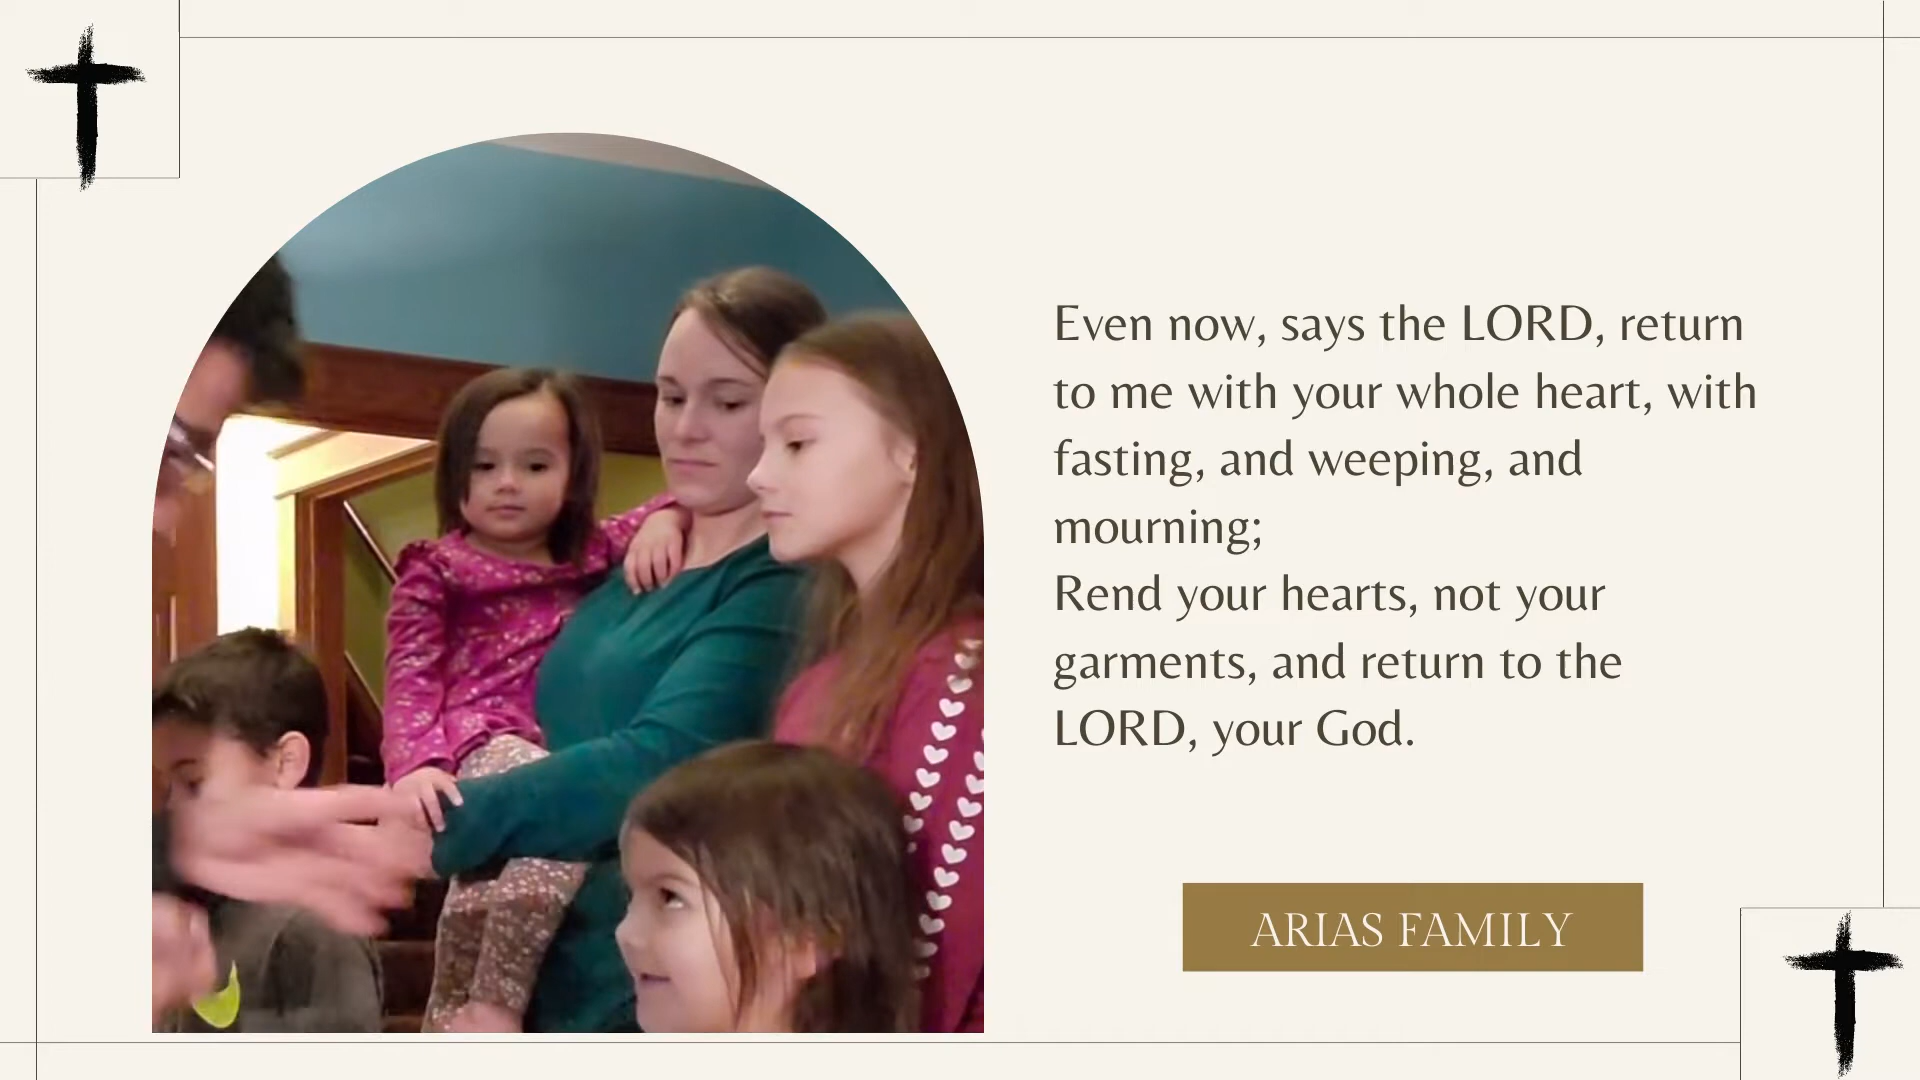 Even now, says the LORD, return
to me with your whole heart, with
fasting, and weeping, and
mourning;
Rend your hearts, not your
garments, and return to the
LORD, your God.
ARIAS FAMILY